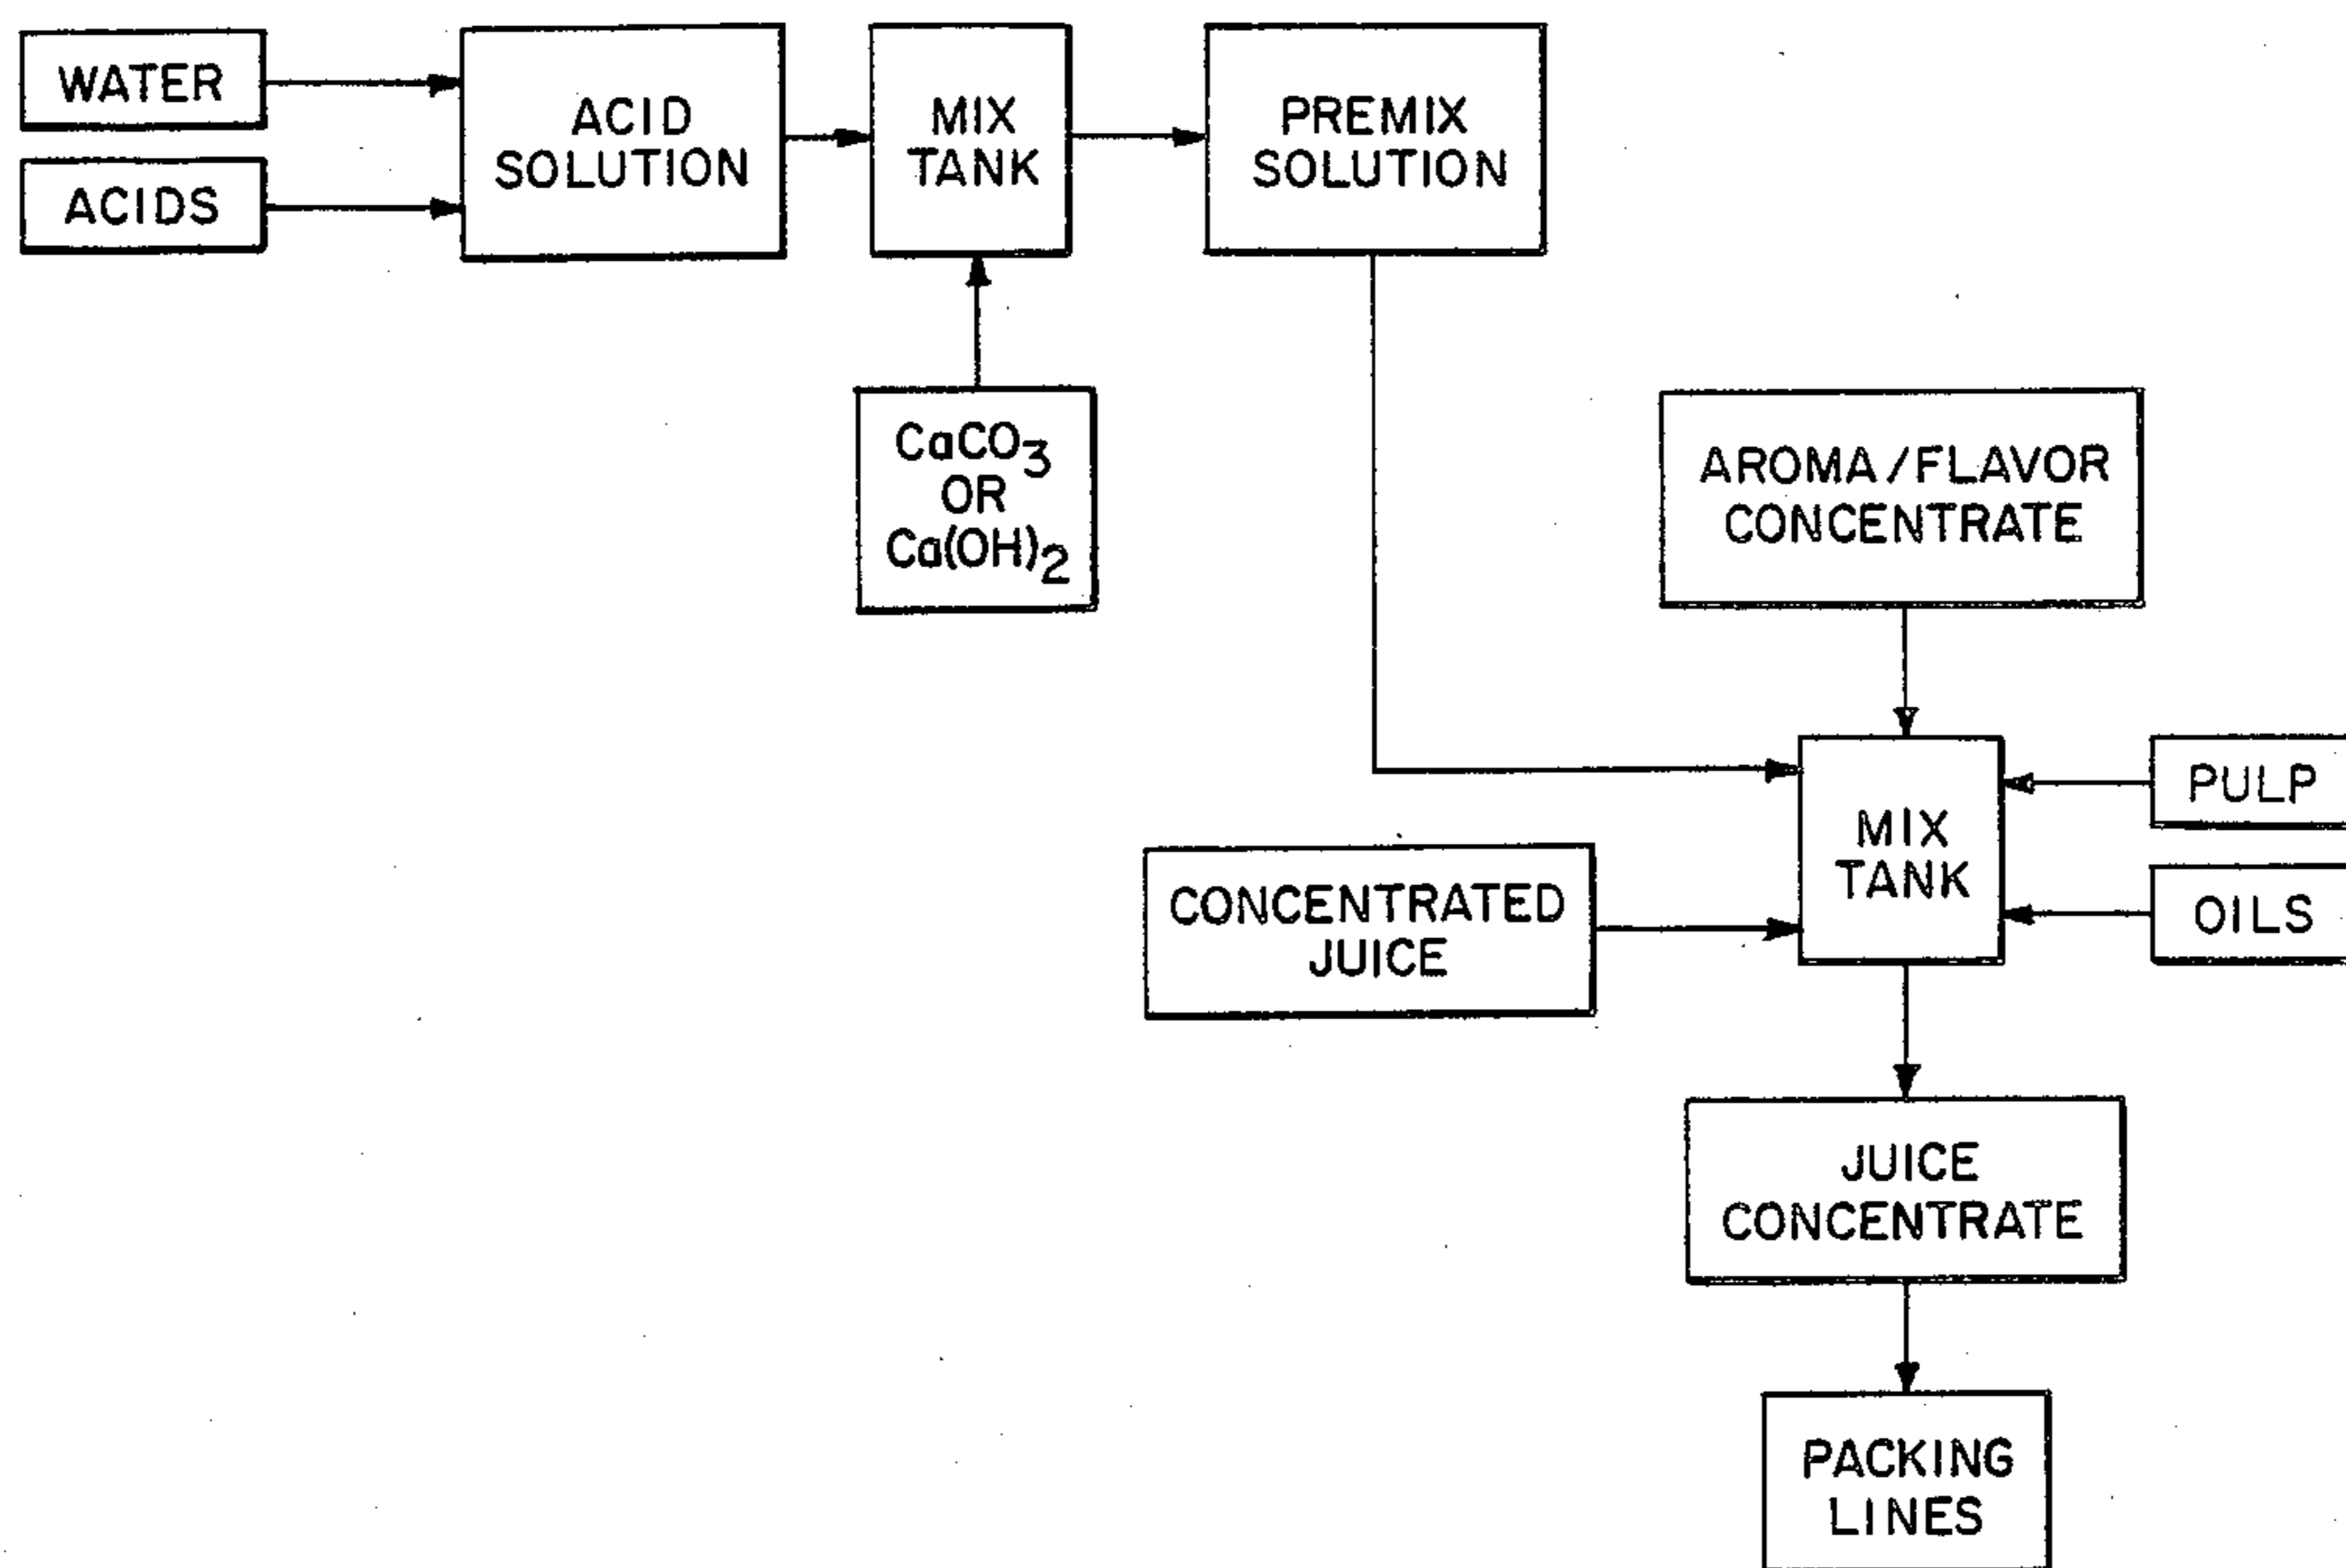 WATER
ACIDS
ACID
SOLUTION
MIX
TANK
PREMIX
SOLUTION
CaCO3
OR
Ca(OH)2
AROMA/FLAVOR
CONCENTRATE
PULP
MIX
TANK
OILS
CONCENTRATED
JUICE
JUICE
CONCENTRATE
PACKING
LINES